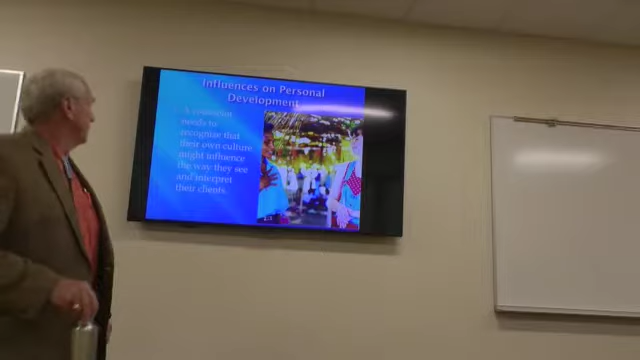 Influences on Personal
Development
A counselor
needs to
recognize that
their own culture
might influence
the way they see
and interpret
their clients.